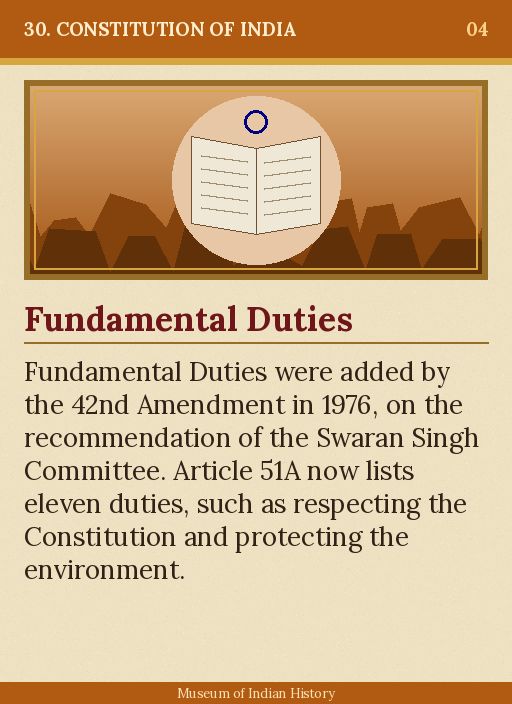 30. CONSTITUTION OF INDIA 04
Fundamental Duties
Fundamental Duties were added by
the 42nd Amendment in 1976, on the
recommendation of the Swaran Singh
Committee. Article 51A now lists
eleven duties, such as respecting the
Constitution and protecting the
environment.
Museum of Indian History